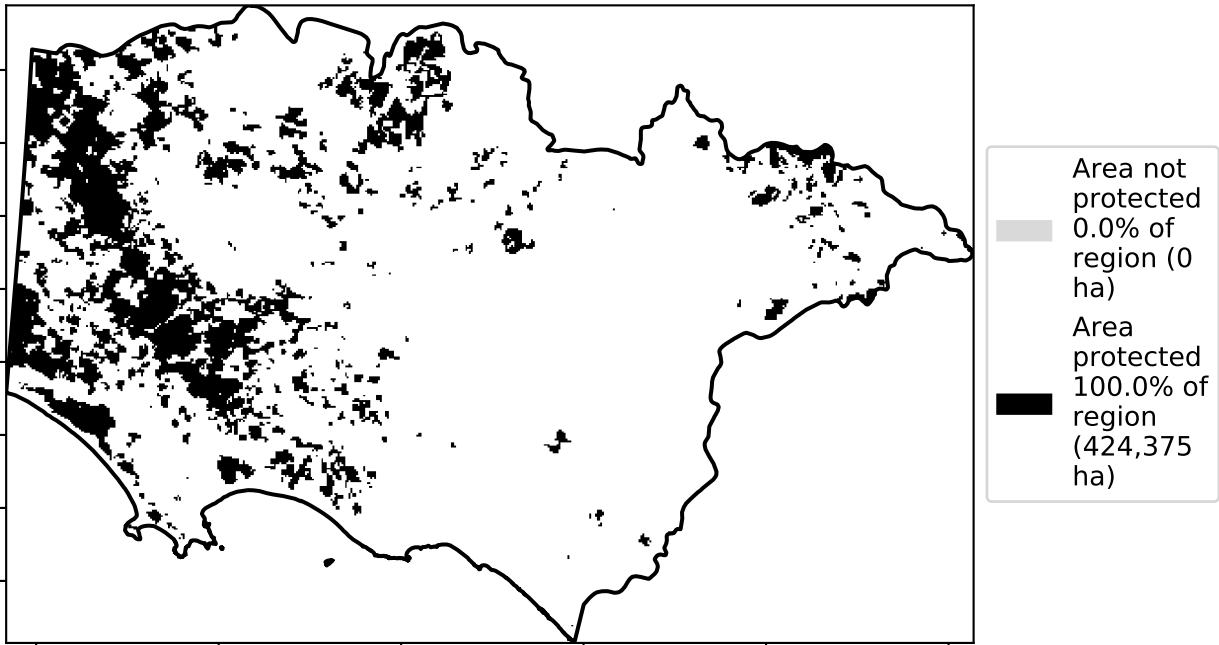 Area not
protected
0.0% of
region (0
ha)
Area
protected
100.0% of
region
(424,375
ha)